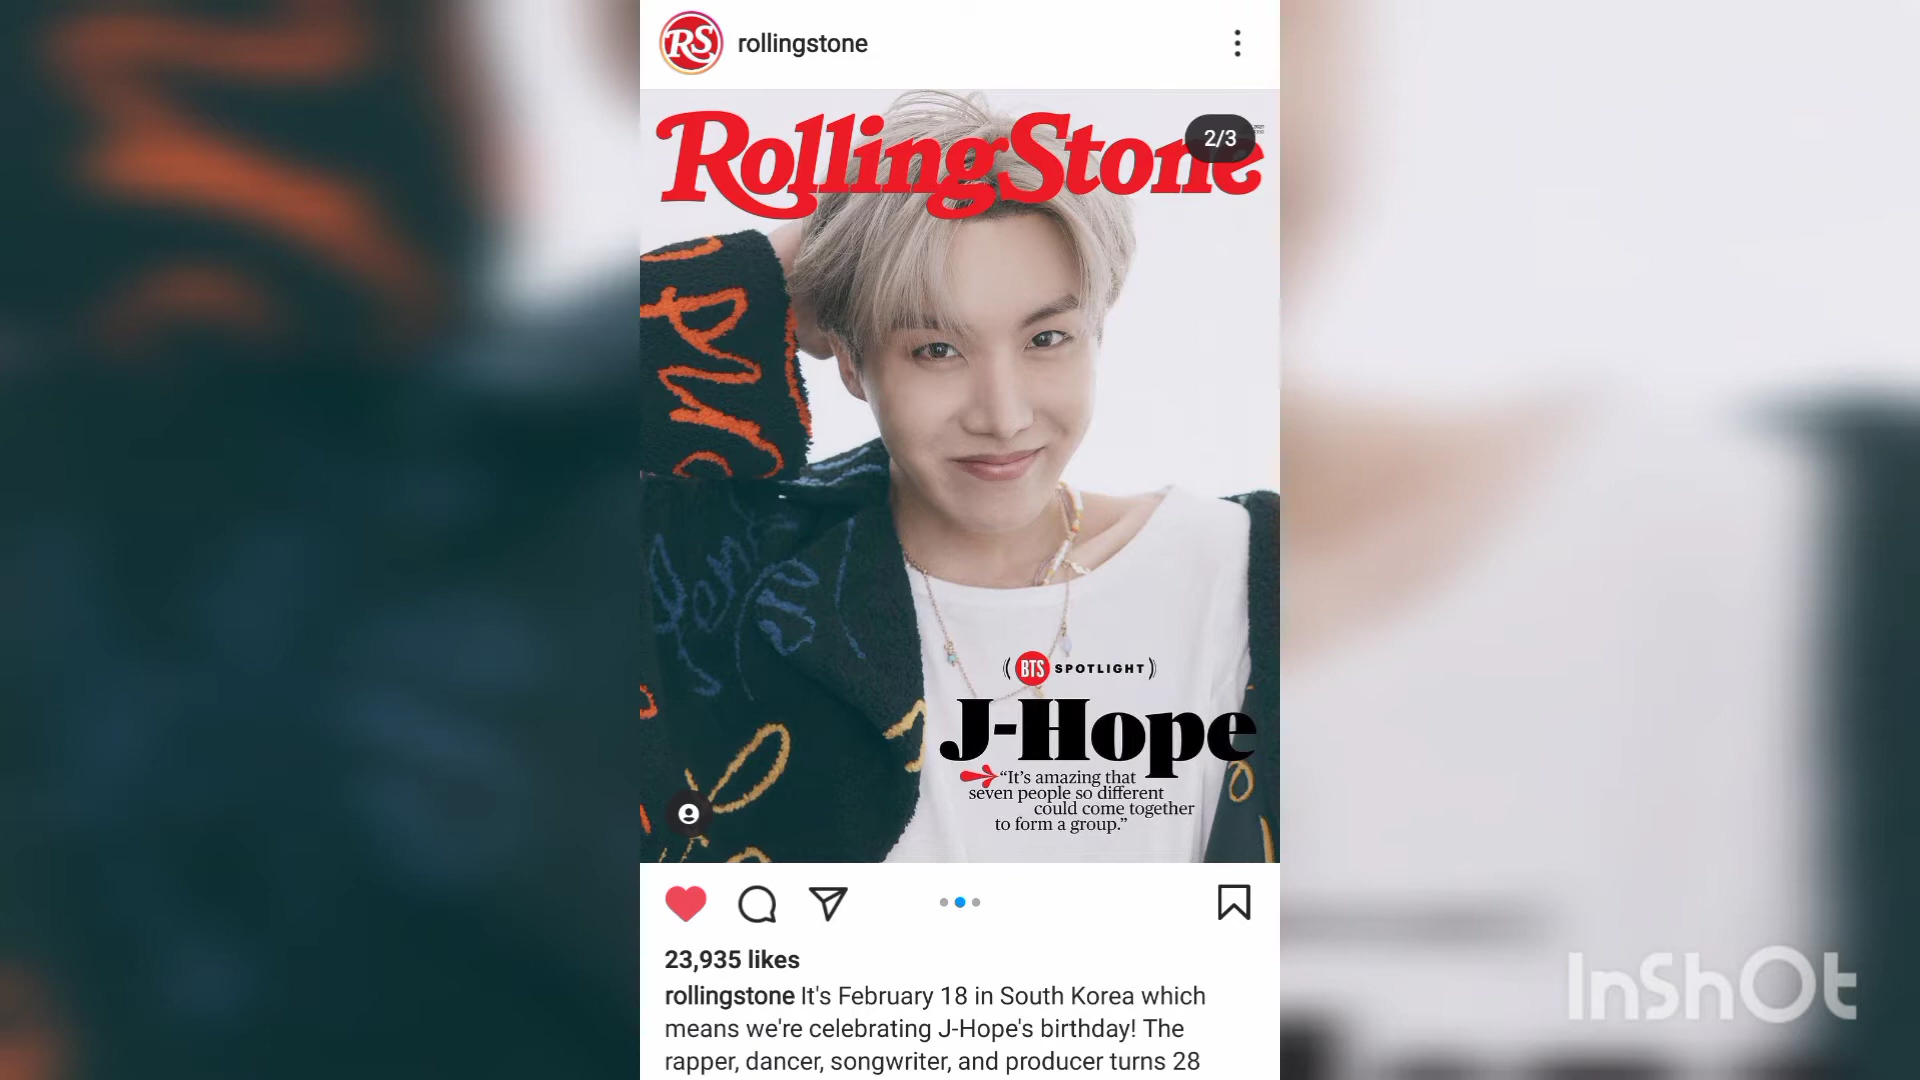 RS
rollingstone
RollingStone
2/3
BTS SPOTLIGHT
J-Hope
“It’s amazing that
seven people so different
could come together
to form a group.”
23,935 likes
rollingstone It's February 18 in South Korea which
means we're celebrating J-Hope's birthday! The
rapper, dancer, songwriter, and producer turns 28
InShOt